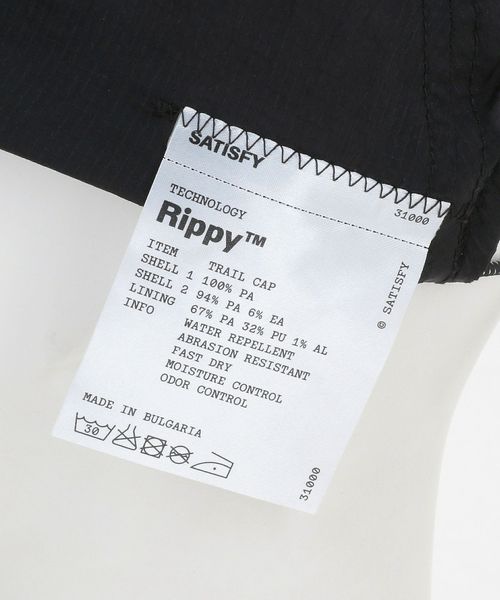 SATISFY
31000
TECHNOLOGY
Rippy™
ITEM TRAIL CAP
SHELL 1 100% PA
SHELL 2 94% PA 6% EA
LINING 67% PA 32% PU 1% AL
INFO WATER REPELLENT
ABRASION RESISTANT
FAST DRY
MOISTURE CONTROL
ODOR CONTROL
© SATISFY
MADE IN BULGARIA
30
31000